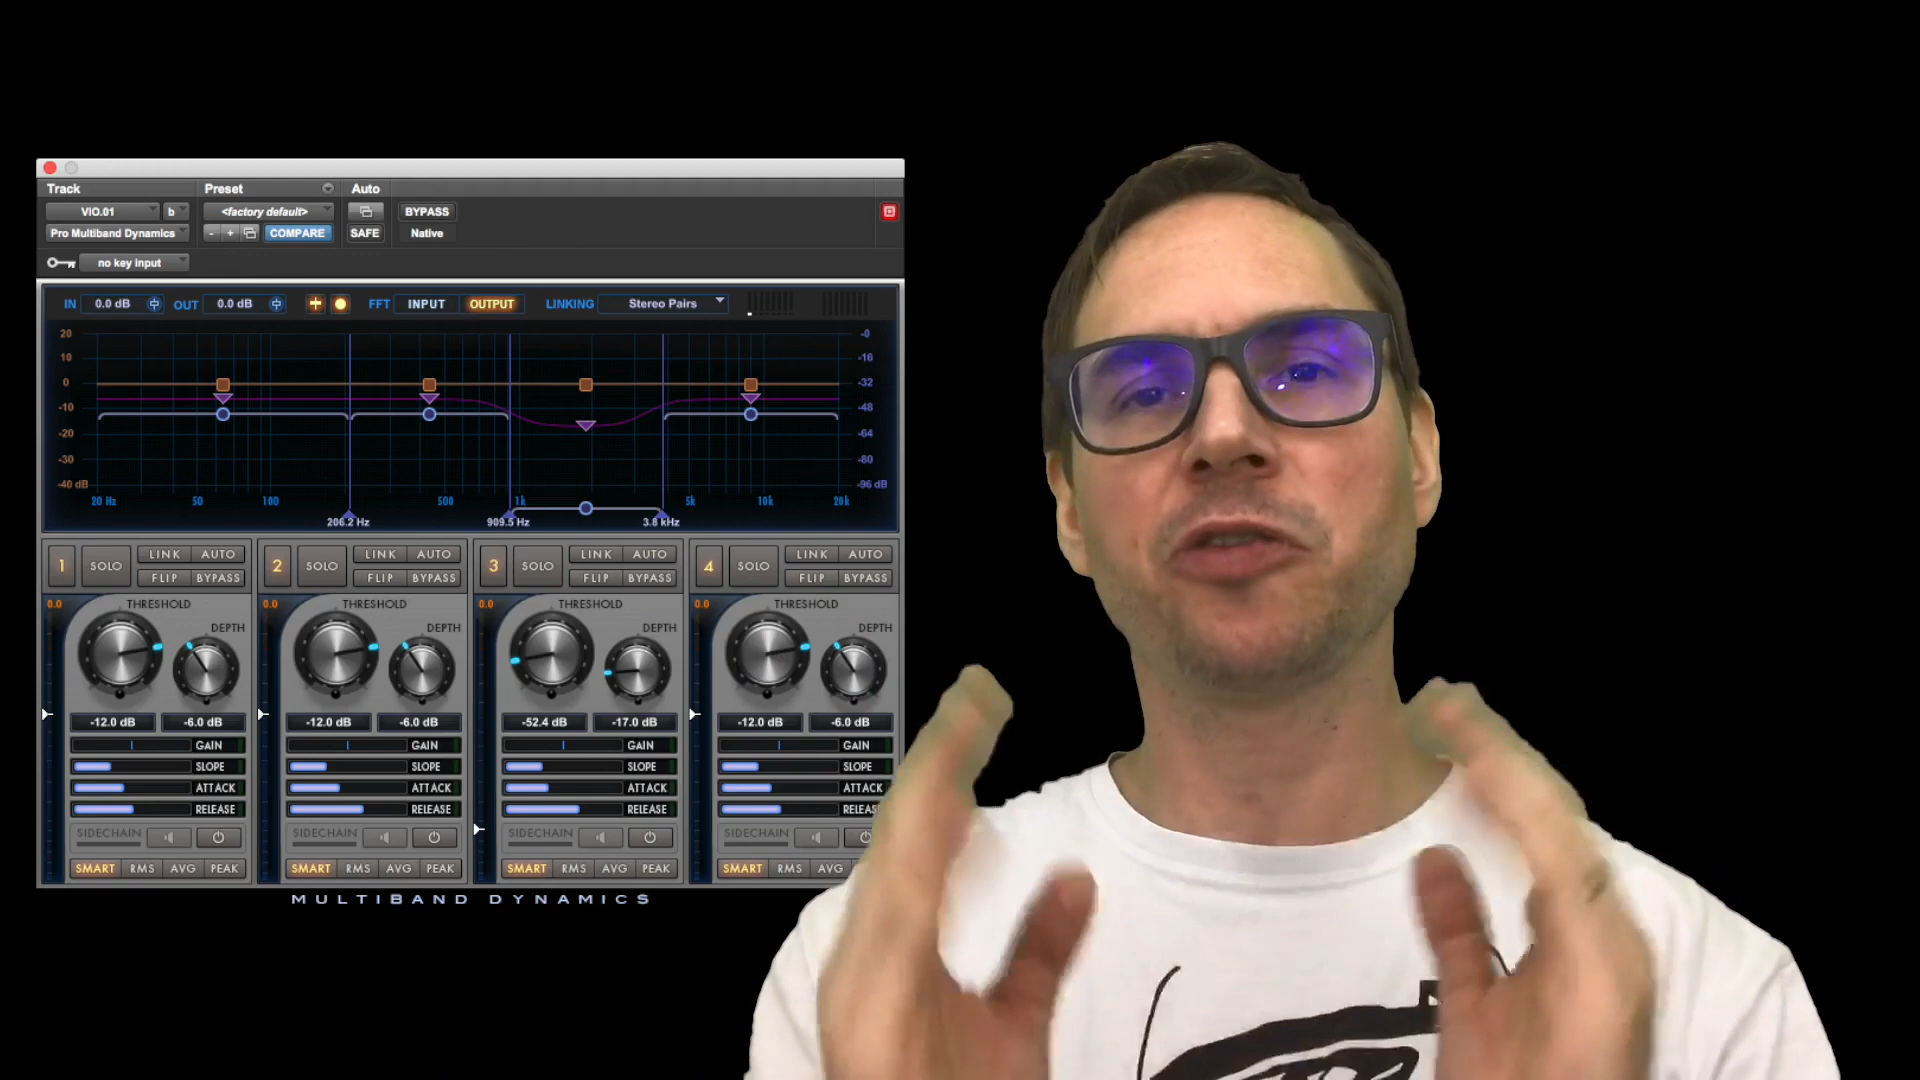 Track Preset Auto
VIO.01 b <factory default> BYPASS
Pro Multiband Dynamics - + COMPARE SAFE Native
no key input
IN 0.0 dB OUT 0.0 dB FFT INPUT OUTPUT LINKING Stereo Pairs
20 -0
10 -16
0 -32
-10 -48
-20 -64
-30 -80
-40 dB -96 dB
20 Hz 50 100 500 1k 5k 10k 20k
206.2 Hz 909.5 Hz 3.8 kHz
LINK AUTO LINK AUTO LINK AUTO LINK AUTO
1 SOLO 2 SOLO 3 SOLO 4 SOLO
FLIP BYPASS FLIP BYPASS FLIP BYPASS FLIP BYPASS
0.0 THRESHOLD 0.0 THRESHOLD 0.0 THRESHOLD 0.0 THRESHOLD
DEPTH DEPTH DEPTH DEPTH
-12.0 dB -6.0 dB -12.0 dB -6.0 dB -52.4 dB -17.0 dB -12.0 dB -6.0 dB
GAIN GAIN GAIN GAIN
SLOPE SLOPE SLOPE SLOPE
ATTACK ATTACK ATTACK ATTACK
RELEASE RELEASE RELEASE RELEAS
SIDECHAIN SIDECHAIN SIDECHAIN SIDECHAIN
SMART RMS AVG PEAK SMART RMS AVG PEAK SMART RMS AVG PEAK SMART RMS AVG
MULTIBAND DYNAMICS